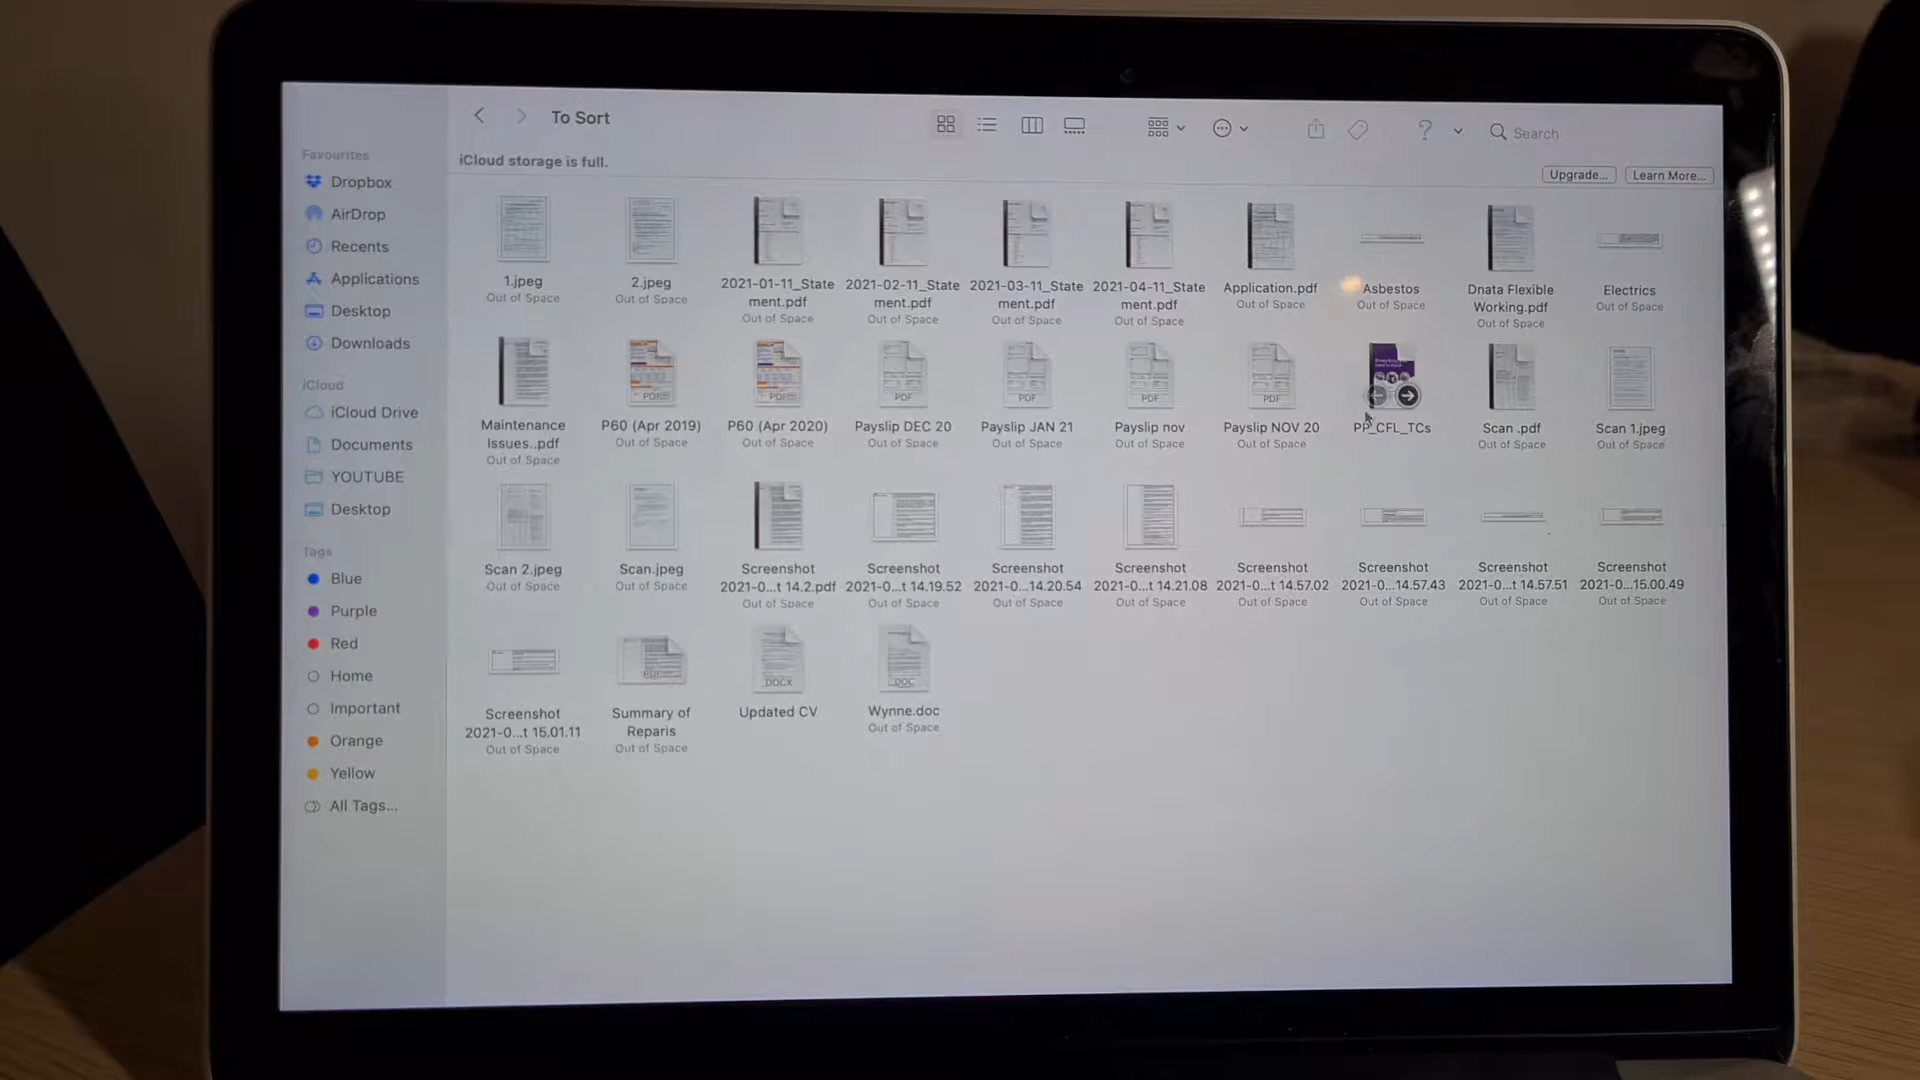 To Sort
Search
iCloud storage is full.
Upgrade...
Learn More...
Favourites
Dropbox
AirDrop
Recents
Applications
Desktop
Downloads
iCloud
iCloud Drive
Documents
YOUTUBE
Desktop
Tags
Blue
Purple
Red
Home
Important
Orange
Yellow
All Tags...
1.jpeg
Out of Space
2.jpeg
Out of Space
2021-01-11_State
ment.pdf
Out of Space
2021-02-11_State
ment.pdf
Out of Space
2021-03-11_State
ment.pdf
Out of Space
2021-04-11_State
ment.pdf
Out of Space
Application.pdf
Out of Space
Asbestos
Out of Space
Dnata Flexible
Working.pdf
Out of Space
Electrics
Out of Space
Maintenance
Issues..pdf
Out of Space
PDF
P60 (Apr 2019)
Out of Space
PDF
P60 (Apr 2020)
Out of Space
PDF
Payslip DEC 20
Out of Space
PDF
Payslip JAN 21
Out of Space
PDF
Payslip nov
Out of Space
PDF
Payslip NOV 20
Out of Space
PP_CFL_TCs
Scan .pdf
Out of Space
Scan 1.jpeg
Out of Space
Scan 2.jpeg
Out of Space
Scan.jpeg
Out of Space
Screenshot
2021-0...t 14.2.pdf
Out of Space
Screenshot
2021-0...t 14.19.52
Out of Space
Screenshot
2021-0...t 14.20.54
Out of Space
Screenshot
2021-0...t 14.21.08
Out of Space
Screenshot
2021-0...t 14.57.02
Out of Space
Screenshot
2021-0...14.57.43
Out of Space
Screenshot
2021-0...t 14.57.51
Out of Space
Screenshot
2021-0...15.00.49
Out of Space
Screenshot
2021-0...t 15.01.11
Out of Space
PDF
Summary of
Reparis
Out of Space
DOCX
Updated CV
DOC
Wynne.doc
Out of Space